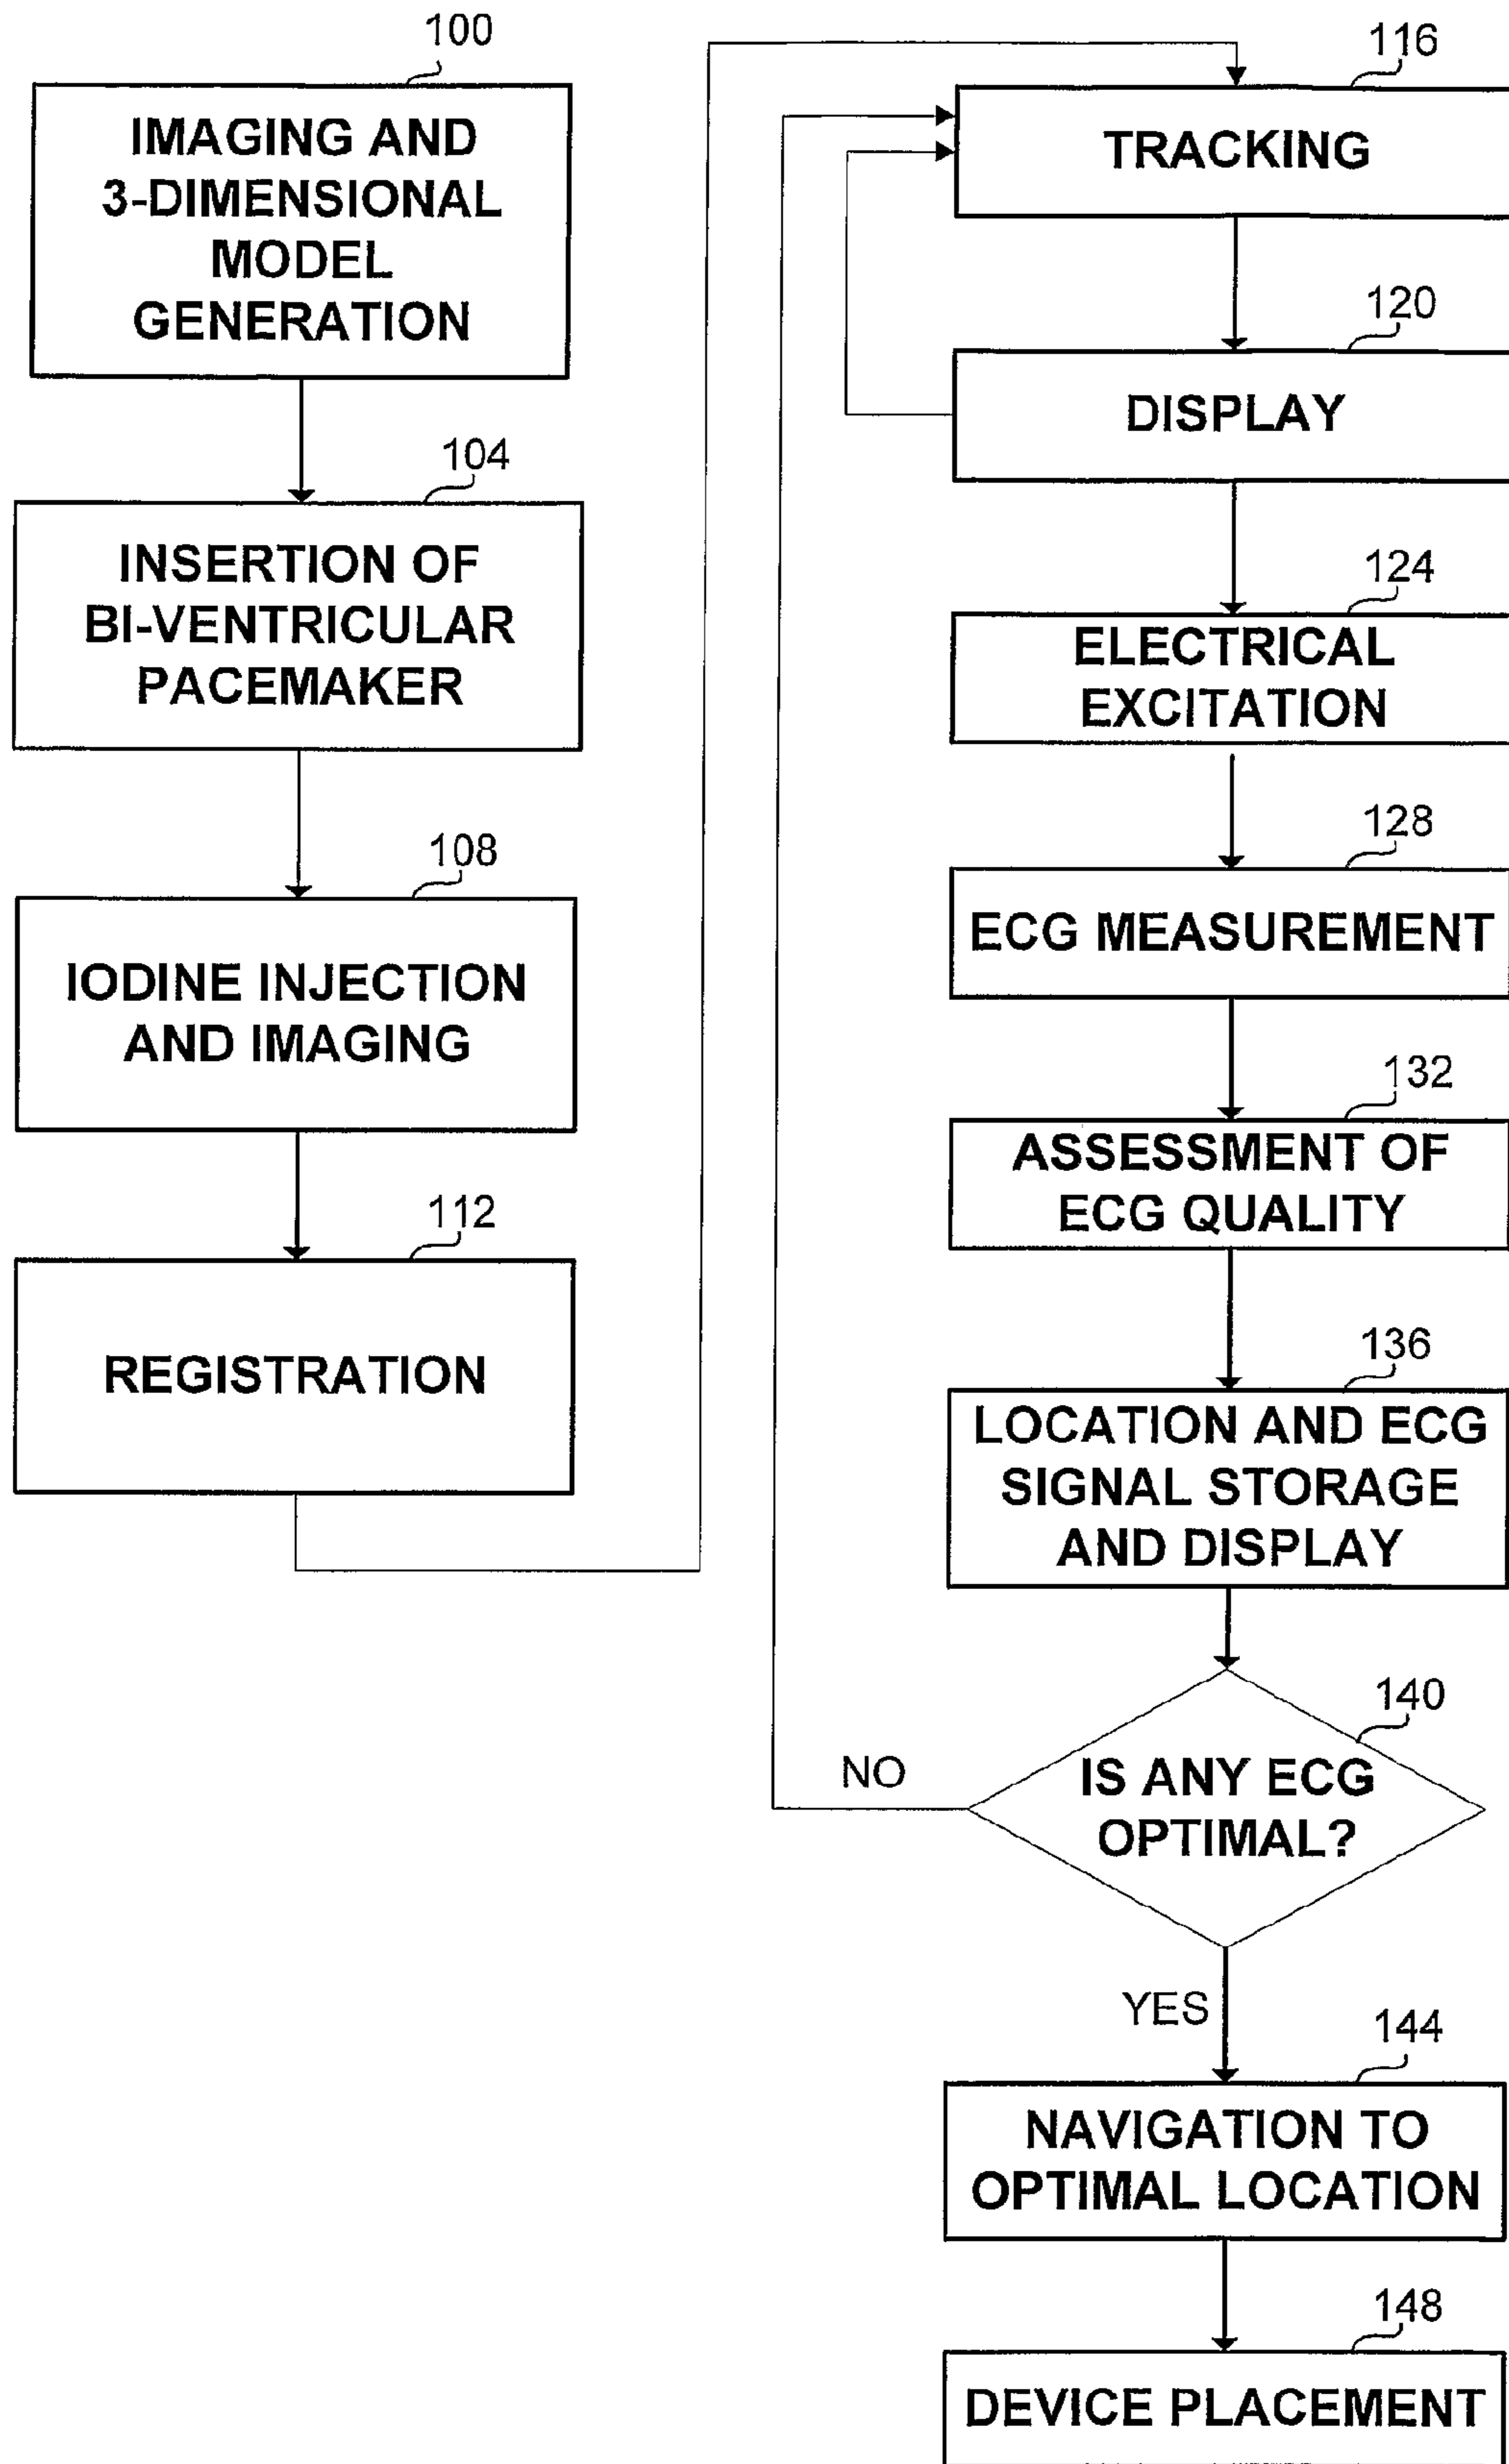 100
IMAGING AND
3-DIMENSIONAL
MODEL
GENERATION
104
INSERTION OF
BI-VENTRICULAR
PACEMAKER
108
IODINE INJECTION
AND IMAGING
112
REGISTRATION
116
TRACKING
120
DISPLAY
124
ELECTRICAL
EXCITATION
128
ECG MEASUREMENT
132
ASSESSMENT OF
ECG QUALITY
136
LOCATION AND ECG
SIGNAL STORAGE
AND DISPLAY
140
IS ANY ECG
OPTIMAL?
NO
YES
144
NAVIGATION TO
OPTIMAL LOCATION
148
DEVICE PLACEMENT